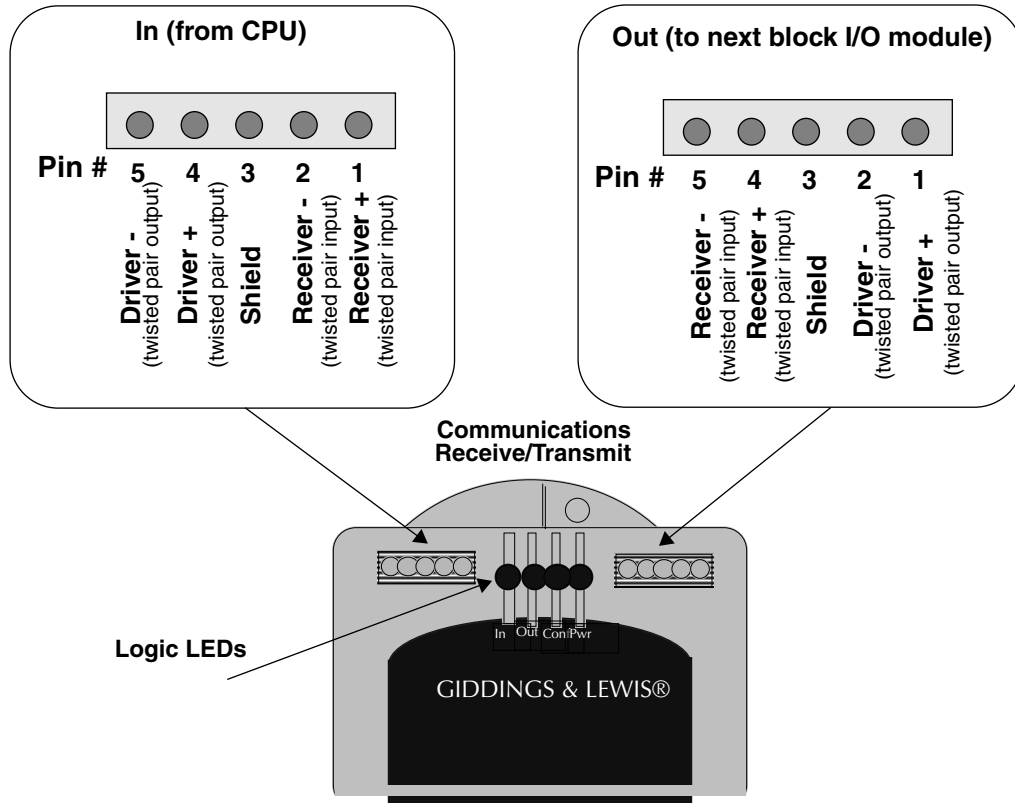 In (from CPU)
Pin # 5 4 3 2 1
Driver -
(twisted pair output)
Driver +
(twisted pair output)
Shield
Receiver -
(twisted pair input)
Receiver +
(twisted pair input)
Out (to next block I/O module)
Pin # 5 4 3 2 1
Receiver -
(twisted pair input)
Receiver +
(twisted pair input)
Shield
Driver -
(twisted pair output)
Driver +
(twisted pair output)
Communications
Receive/Transmit
Logic LEDs
In Out Conf Pwr
GIDDINGS & LEWIS®